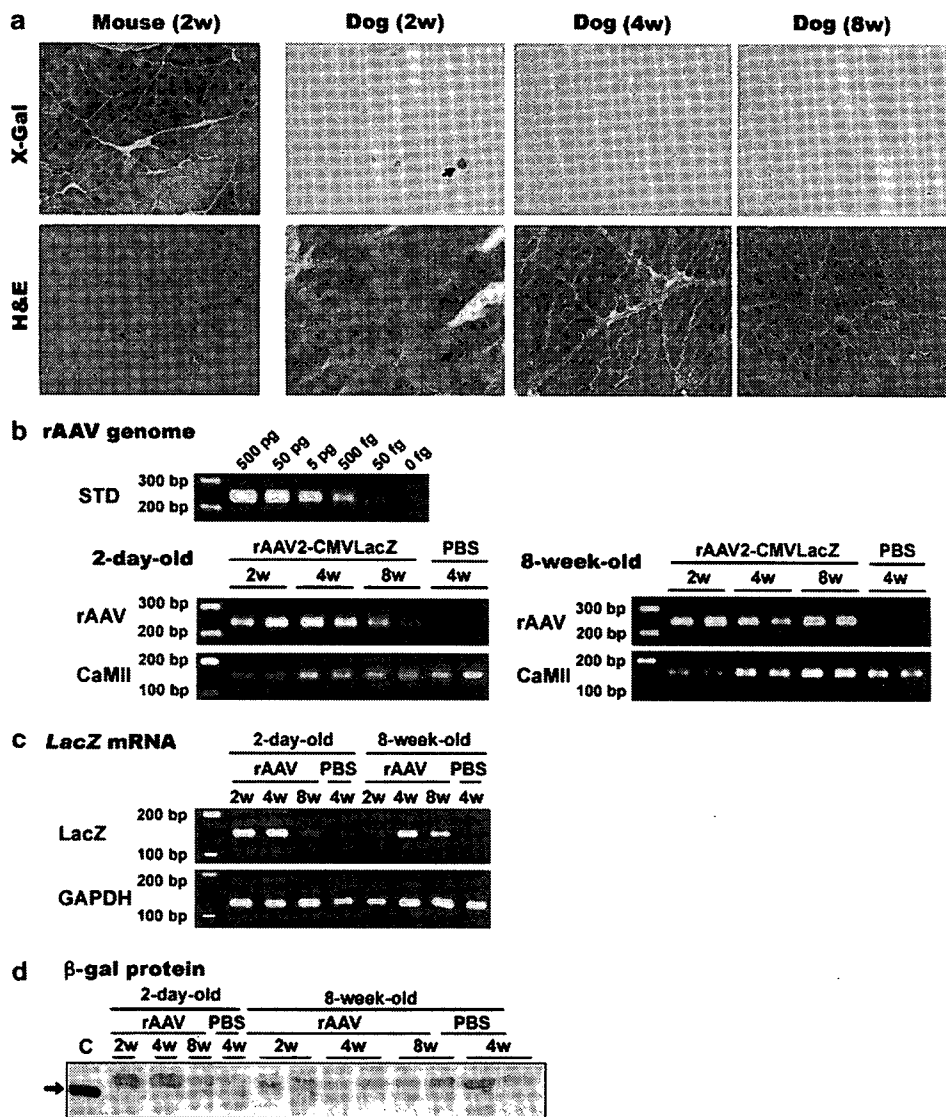 a
Mouse (2w) Dog (2w) Dog (4w) Dog (8w)
X-Gal
H&E
b rAAV genome
500 pg 50 pg 5 pg 500 fg 50 fg 0 fg
STD
300 bp
200 bp
2-day-old
rAAV2-CMVLacZ PBS
2w 4w 8w 4w
rAAV
300 bp
200 bp
CaMII
200 bp
100 bp
8-week-old
rAAV2-CMVLacZ PBS
2w 4w 8w 4w
rAAV
300 bp
200 bp
CaMII
200 bp
100 bp
c LacZ mRNA
2-day-old 8-week-old
rAAV PBS rAAV PBS
2w 4w 8w 4w 2w 4w 8w 4w
LacZ
200 bp
100 bp
GAPDH
200 bp
100 bp
d β-gal protein
2-day-old 8-week-old
rAAV PBS rAAV PBS
C 2w 4w 8w 4w 2w 4w 8w 4w